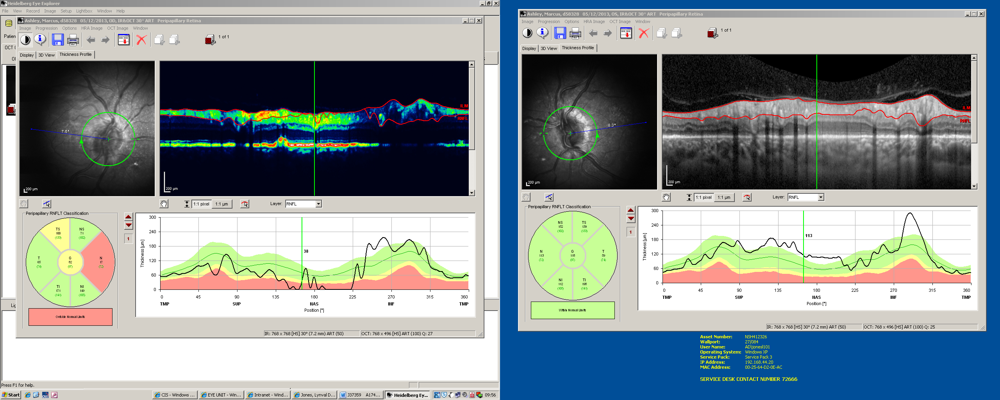 Heidelberg Eye Explorer
File View Record Image Setup Lightbox Window Help
Patien
OCT
Ashley, Marcus, d58328 05/12/2013, OD, IR&OCT 30° ART Peripapillary Retina
Image Progression Options HRA Image OCT Image Window
1 of 1
Display 3D View Thickness Profile
7.6°
200 µm
ILM
RNFL
200 µm
1:1 pixel 1:1 µm Layer: RNFL
Peripapillary RNFLT Classification
TS
100
(133)
NS
71
(102)
T
65
(74)
G
82
(97)
N
17
(72)
TI
171
(141)
NI
149
(105)
Outside Normal Limits
1
Thickness [µm]
300
240
180
120
60
0
38
0 45 90 135 180 225 270 315 360
TMP SUP NAS INF TMP
Position [°]
IR: 768 x 768 [HS] 30° (7.2 mm) ART (50) OCT: 768 x 496 [HS] ART (100) Q: 27
Press F1 for help.
Start CIS - Windows ... EYE UNIT - Win... Intranet - Wind... Jones, Lynval D... J37359 A174... Heidelberg Ey... 09:56
Ashley, Marcus, d58328 05/12/2013, OS, IR&OCT 30° ART Peripapillary Retina
Image Progression Options HRA Image OCT Image Window
1 of 1
Display 3D View Thickness Profile
8.3°
200 µm
ILM
RNFL
200 µm
1:1 pixel 1:1 µm Layer: RNFL
Peripapillary RNFLT Classification
NS
152
(102)
TS
139
(133)
N
113
(72)
G
118
(97)
T
59
(74)
NI
112
(105)
TI
198
(141)
Within Normal Limits
1
Thickness [µm]
300
240
180
120
60
0
113
0 45 90 135 180 225 270 315 360
TMP SUP NAS INF TMP
Position [°]
IR: 768 x 768 [HS] 30° (7.2 mm) ART (50) OCT: 768 x 496 [HS] ART (100) Q: 25
Asset Number: NSH412326
Wallport: 27/084
User Name: AD\jonesl101
Operating System: Windows XP
Service Pack: Service Pack 3
IP Address: 192.168.44.20
MAC Address: 00-25-64-D2-0E-AC
SERVICE DESK CONTACT NUMBER 72666